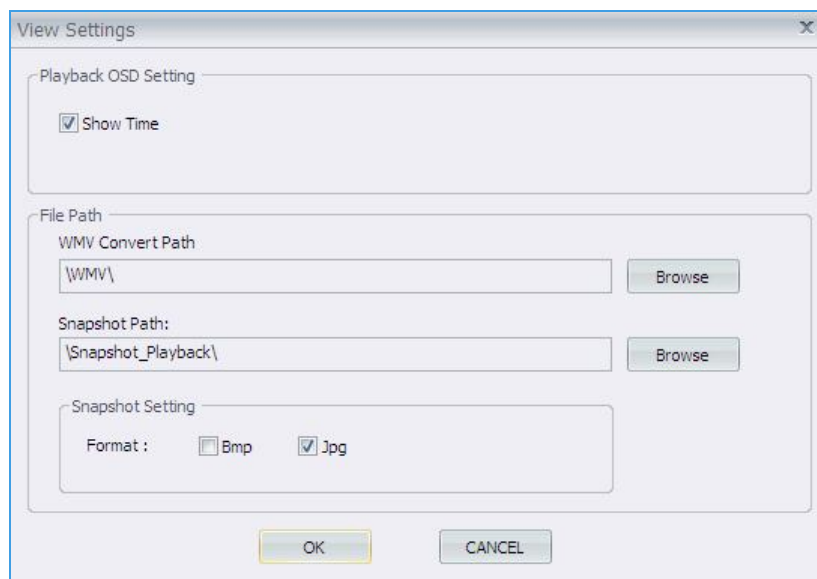 View Settings
Playback OSD Setting
Show Time
File Path
WMV Convert Path
\WMV\
Browse
Snapshot Path:
\Snapshot_Playback\
Browse
Snapshot Setting
Format : Bmp Jpg
OK CANCEL